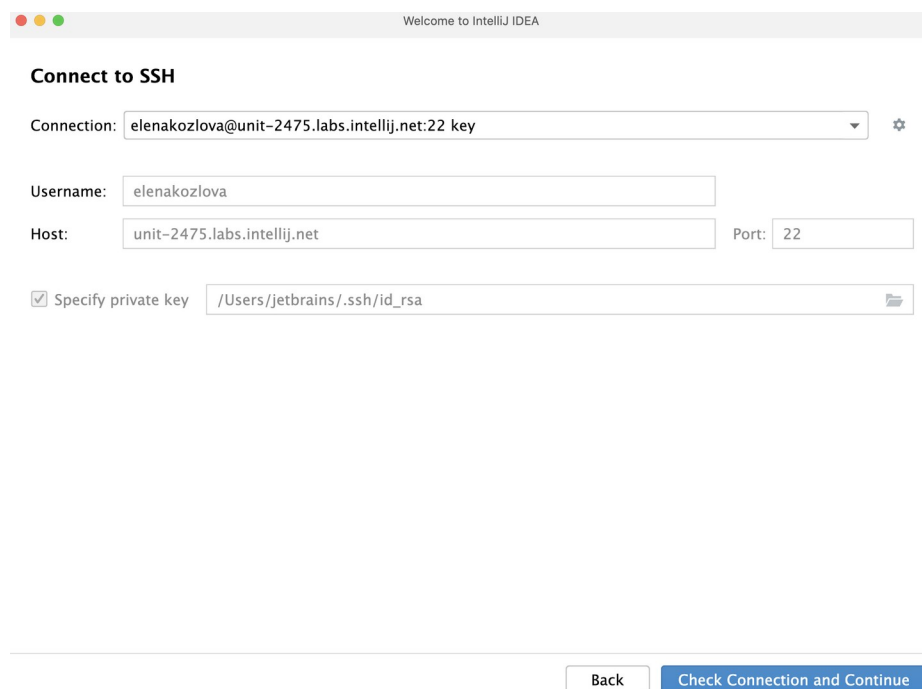 Welcome to IntelliJ IDEA
Connect to SSH
Connection: elenakozlova@unit-2475.labs.intellij.net:22 key
Username: elenakozlova
Host: unit-2475.labs.intellij.net Port: 22
Specify private key /Users/jetbrains/.ssh/id_rsa
Back Check Connection and Continue